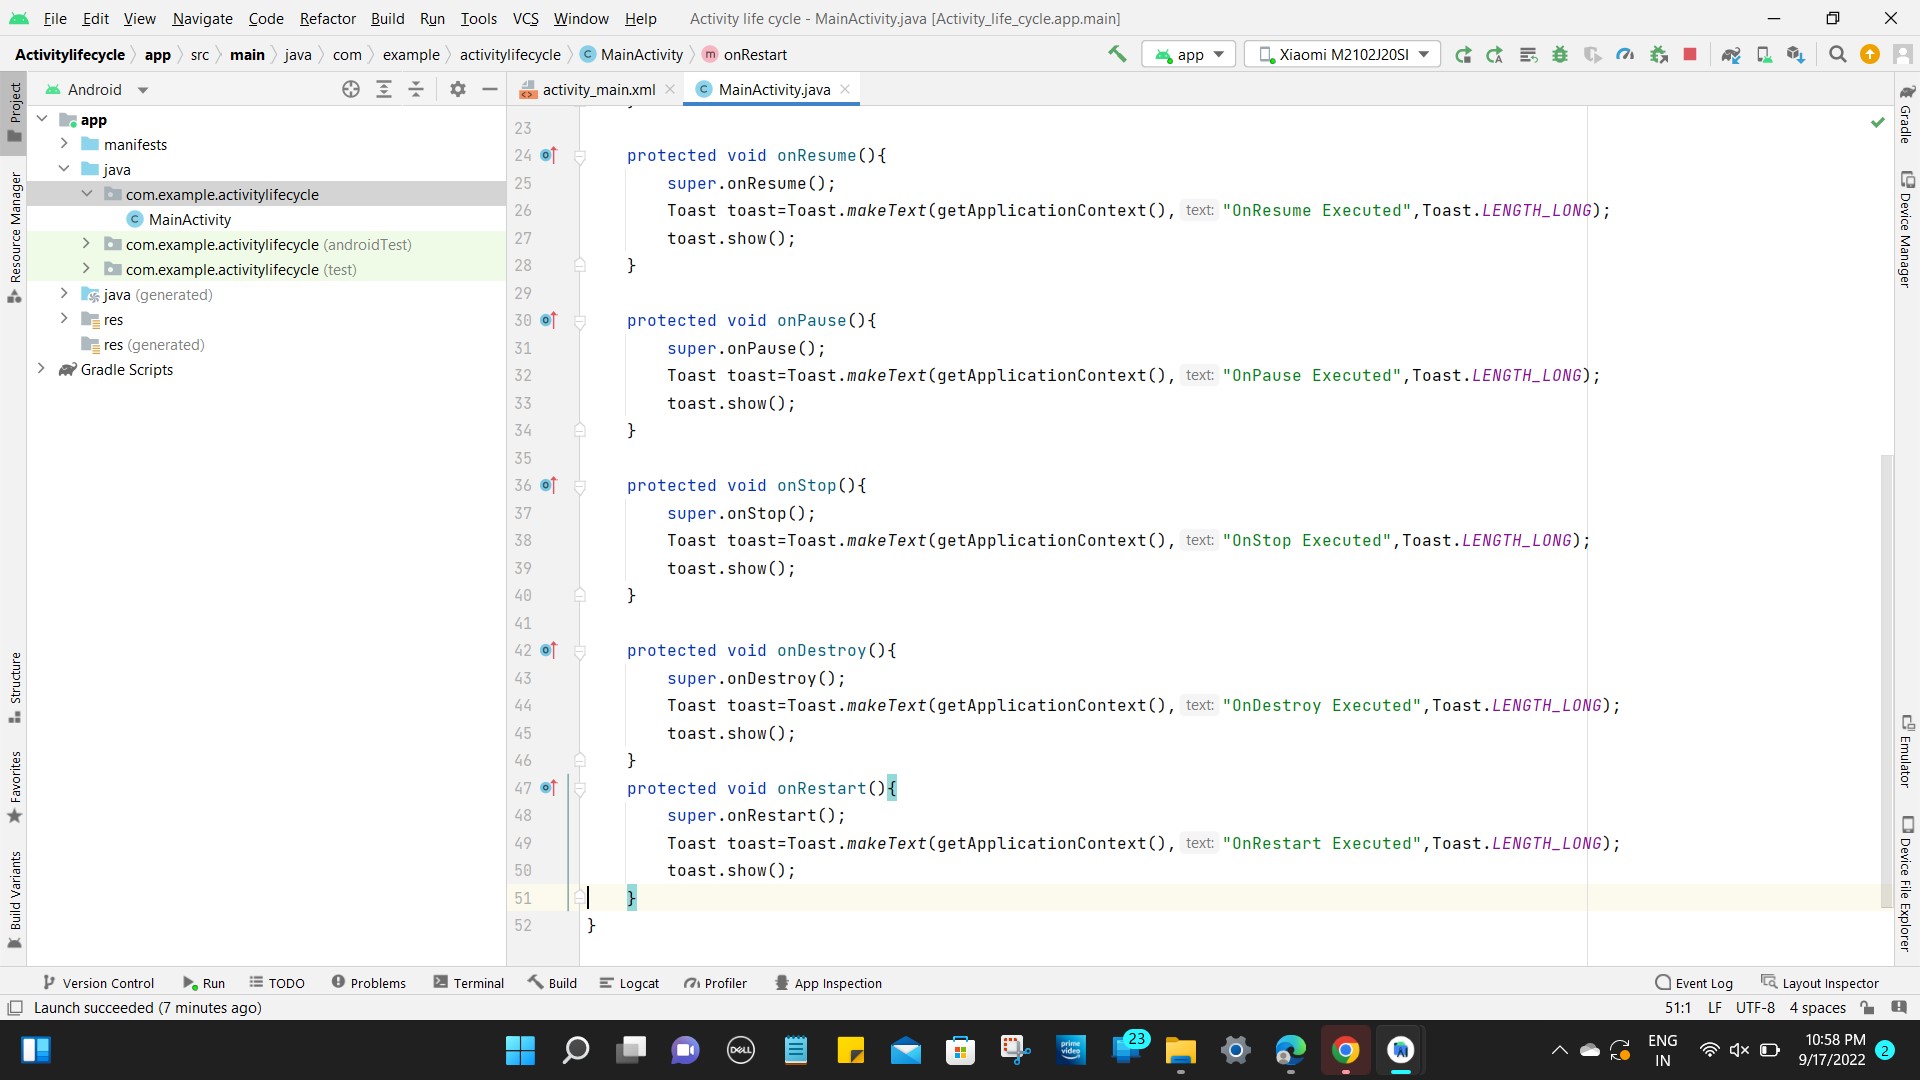 File Edit View Navigate Code Refactor Build Run Tools VCS Window Help Activity life cycle - MainActivity.java [Activity_life_cycle.app.main]
Activitylifecycle app src main java com example activitylifecycle MainActivity onRestart app Xiaomi M2102J20SI
Project
Resource Manager
Structure
Favorites
Build Variants
Android
app
manifests
java
com.example.activitylifecycle
MainActivity
com.example.activitylifecycle (androidTest)
com.example.activitylifecycle (test)
java (generated)
res
res (generated)
Gradle Scripts
activity_main.xml MainActivity.java
23
24 protected void onResume(){
25 super.onResume();
26 Toast toast=Toast.makeText(getApplicationContext(), text: "OnResume Executed",Toast.LENGTH_LONG);
27 toast.show();
28 }
29
30 protected void onPause(){
31 super.onPause();
32 Toast toast=Toast.makeText(getApplicationContext(), text: "OnPause Executed",Toast.LENGTH_LONG);
33 toast.show();
34 }
35
36 protected void onStop(){
37 super.onStop();
38 Toast toast=Toast.makeText(getApplicationContext(), text: "OnStop Executed",Toast.LENGTH_LONG);
39 toast.show();
40 }
41
42 protected void onDestroy(){
43 super.onDestroy();
44 Toast toast=Toast.makeText(getApplicationContext(), text: "OnDestroy Executed",Toast.LENGTH_LONG);
45 toast.show();
46 }
47 protected void onRestart(){
48 super.onRestart();
49 Toast toast=Toast.makeText(getApplicationContext(), text: "OnRestart Executed",Toast.LENGTH_LONG);
50 toast.show();
51 }
52 }
Gradle
Device Manager
Emulator
Device File Explorer
Version Control Run TODO Problems Terminal Build Logcat Profiler App Inspection Event Log Layout Inspector
Launch succeeded (7 minutes ago) 51:1 LF UTF-8 4 spaces
DELL
prime video
23
ENG
IN
10:58 PM
9/17/2022
2